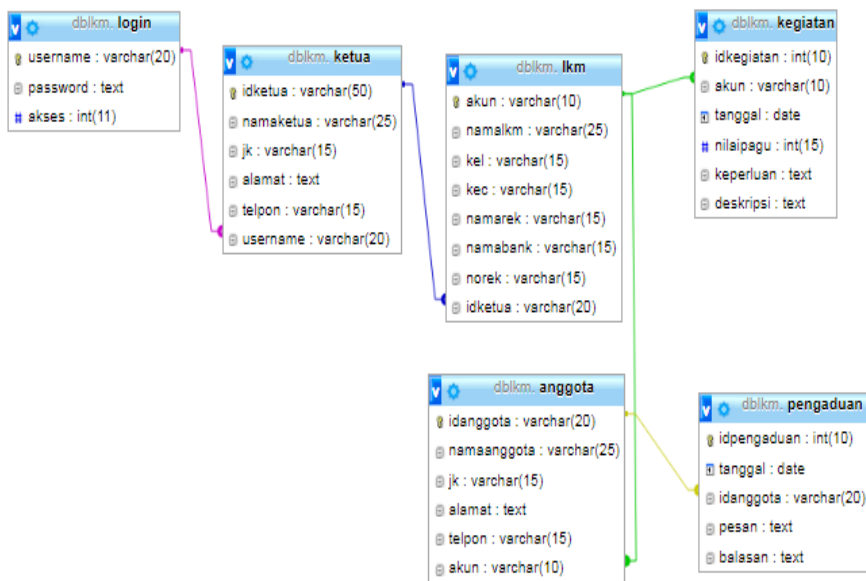 dblkm. login
username : varchar(20)
password : text
akses : int(11)
dblkm. ketua
idketua : varchar(50)
namaketua : varchar(25)
jk : varchar(15)
alamat : text
telpon : varchar(15)
username : varchar(20)
dblkm. lkm
akun : varchar(10)
namalkm : varchar(25)
kel : varchar(15)
kec : varchar(15)
namarek : varchar(15)
namabank : varchar(15)
norek : varchar(15)
idketua : varchar(20)
dblkm. kegiatan
idkegiatan : int(10)
akun : varchar(10)
tanggal : date
nilaipagu : int(15)
keperluan : text
deskripsi : text
dblkm. anggota
idanggota : varchar(20)
namaanggota : varchar(25)
jk : varchar(15)
alamat : text
telpon : varchar(15)
akun : varchar(10)
dblkm. pengaduan
idpengaduan : int(10)
tanggal : date
idanggota : varchar(20)
pesan : text
balasan : text